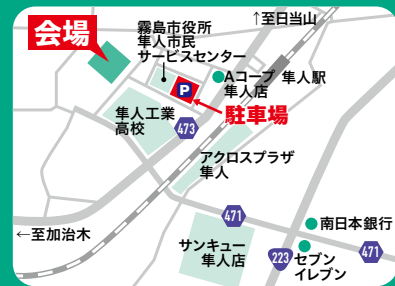 会場
霧島市役所
隼人市民
サービスセンター
↑至日当山
P
Aコープ
隼人店
隼人駅
駐車場
隼人工業
高校
473
アクロスプラザ
隼人
471
←至加治木
サンキュー
隼人店
南日本銀行
223
セブン
イレブン
471